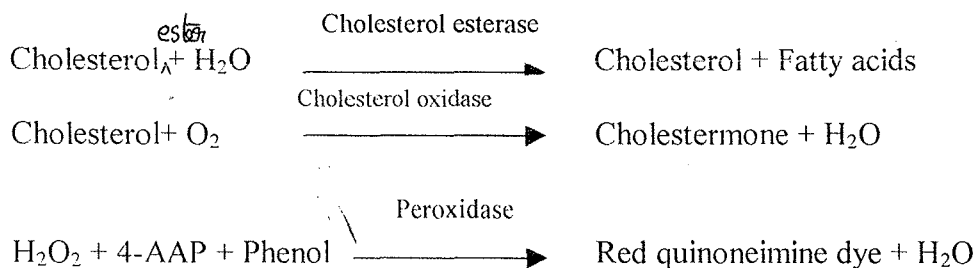 ester
Cholesterol esterase
Cholesterol ^ + H₂O → Cholesterol + Fatty acids
Cholesterol oxidase
Cholesterol+ O₂ → Cholestermone + H₂O
Peroxidase
H₂O₂ + 4-AAP + Phenol → Red quinoneimine dye + H₂O